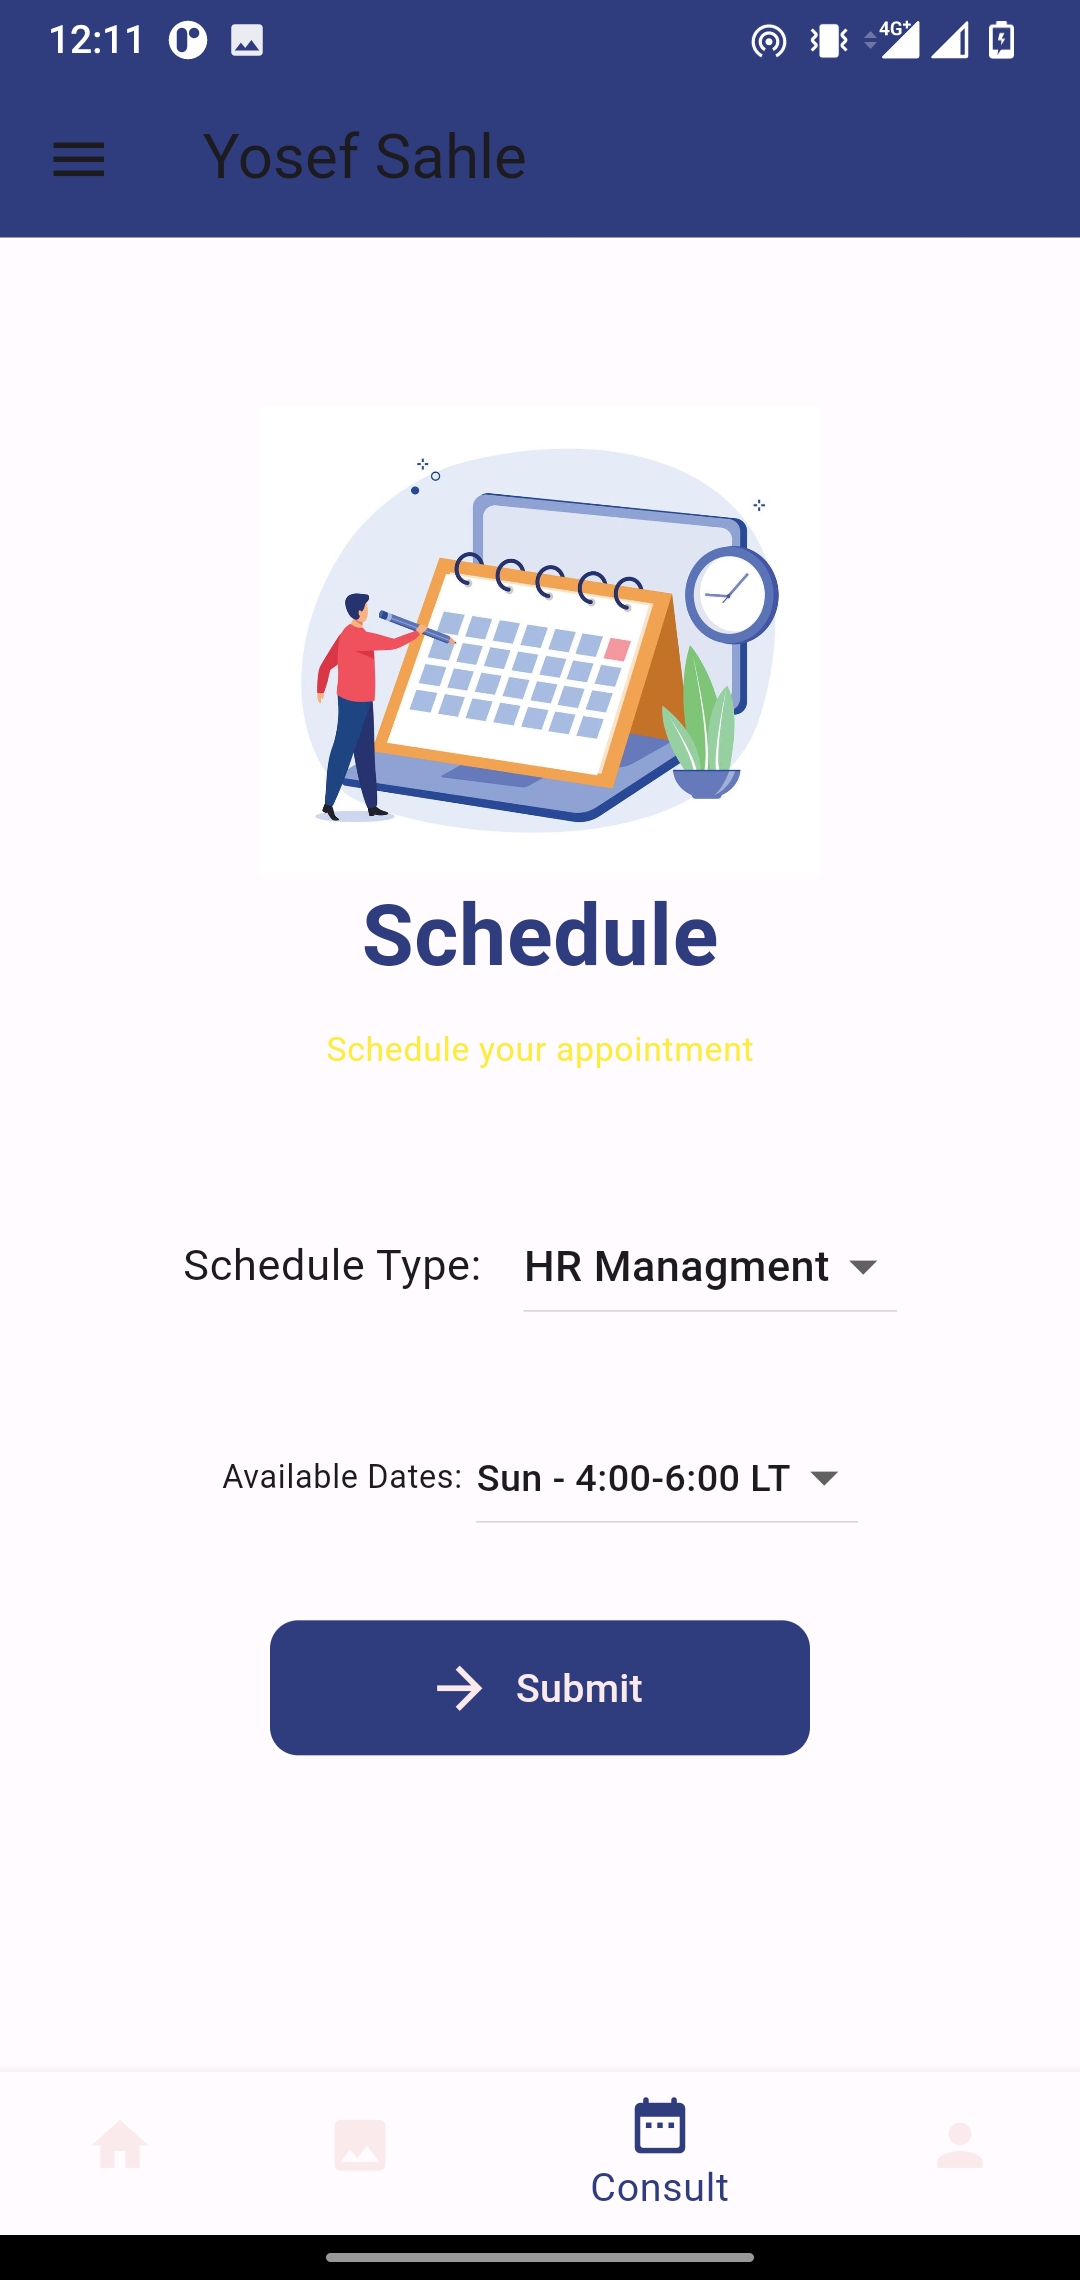 12:11
4G+
Yosef Sahle
Schedule
Schedule your appointment
Schedule Type: HR Managment
Available Dates: Sun - 4:00-6:00 LT
Submit
Consult